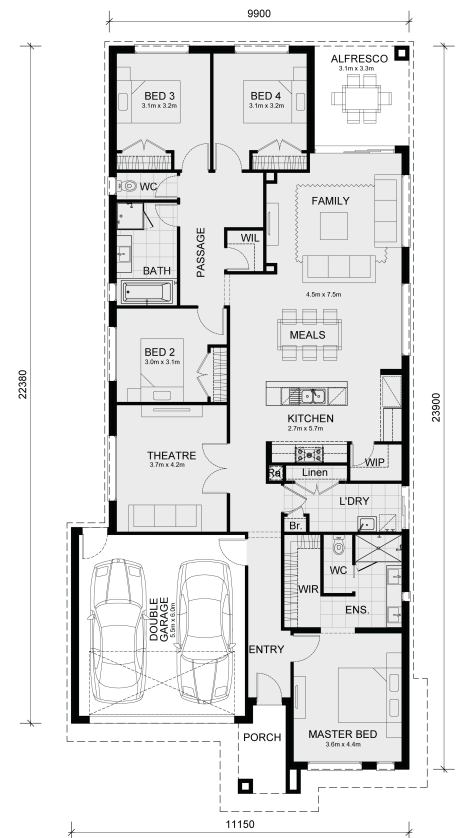 9900
ALFRESCO
3.1m x 3.3m
BED 3
3.1m x 3.2m
BED 4
3.1m x 3.2m
WC
FAMILY
WIL
PASSAGE
BATH
4.5m x 7.5m
MEALS
BED 2
3.0m x 3.1m
22380
23900
KITCHEN
2.7m x 5.7m
THEATRE
3.7m x 4.2m
WIP
Linen
L'DRY
Br.
WC
WIR
ENS.
DOUBLE
GARAGE
5.5m x 6.0m
ENTRY
PORCH
MASTER BED
3.6m x 4.4m
11150